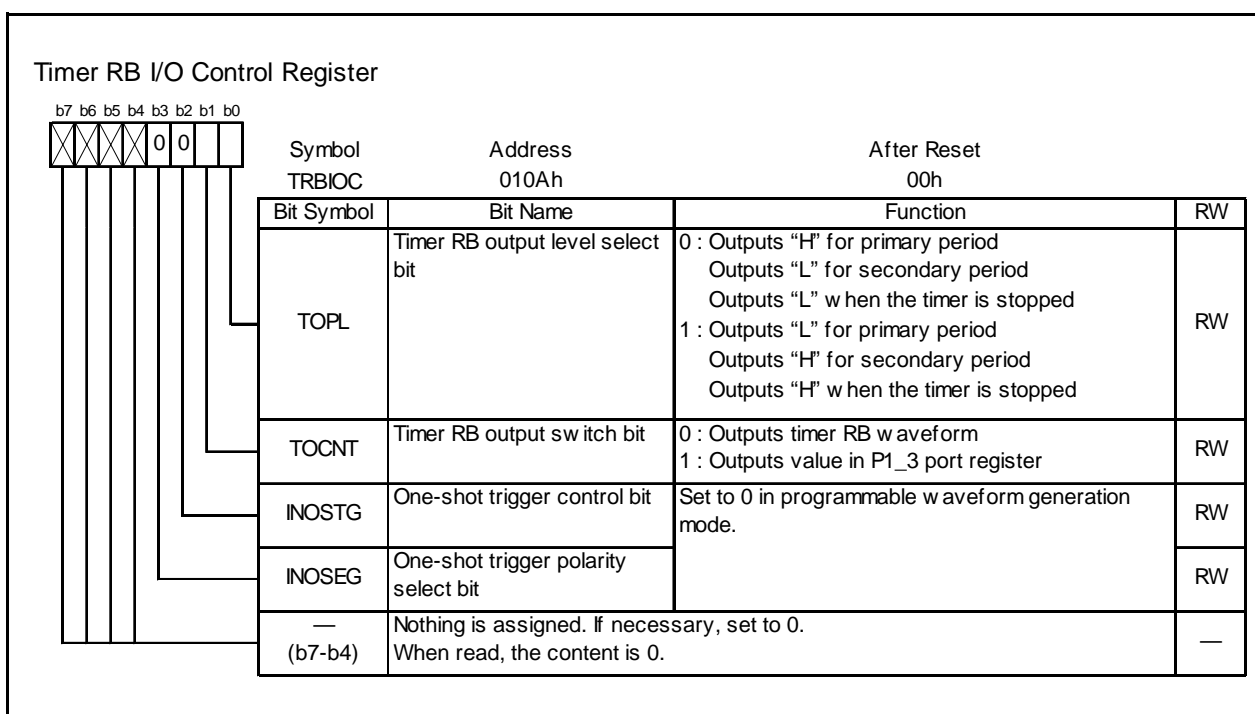 Timer RB I/O Control Register
b7 b6 b5 b4 b3 b2 b1 b0
0 0
Symbol Address After Reset
TRBIOC 010Ah 00h
Bit Symbol Bit Name Function RW
TOPL
Timer RB output level select
bit
0 : Outputs “H” for primary period
Outputs “L” for secondary period
Outputs “L” when the timer is stopped
1 : Outputs “L” for primary period
Outputs “H” for secondary period
Outputs “H” when the timer is stopped
RW
TOCNT
Timer RB output switch bit
0 : Outputs timer RB waveform
1 : Outputs value in P1_3 port register
RW
INOSTG
One-shot trigger control bit
Set to 0 in programmable waveform generation
mode.
RW
INOSEG
One-shot trigger polarity
select bit
RW
—
(b7-b4)
Nothing is assigned. If necessary, set to 0.
When read, the content is 0.
—